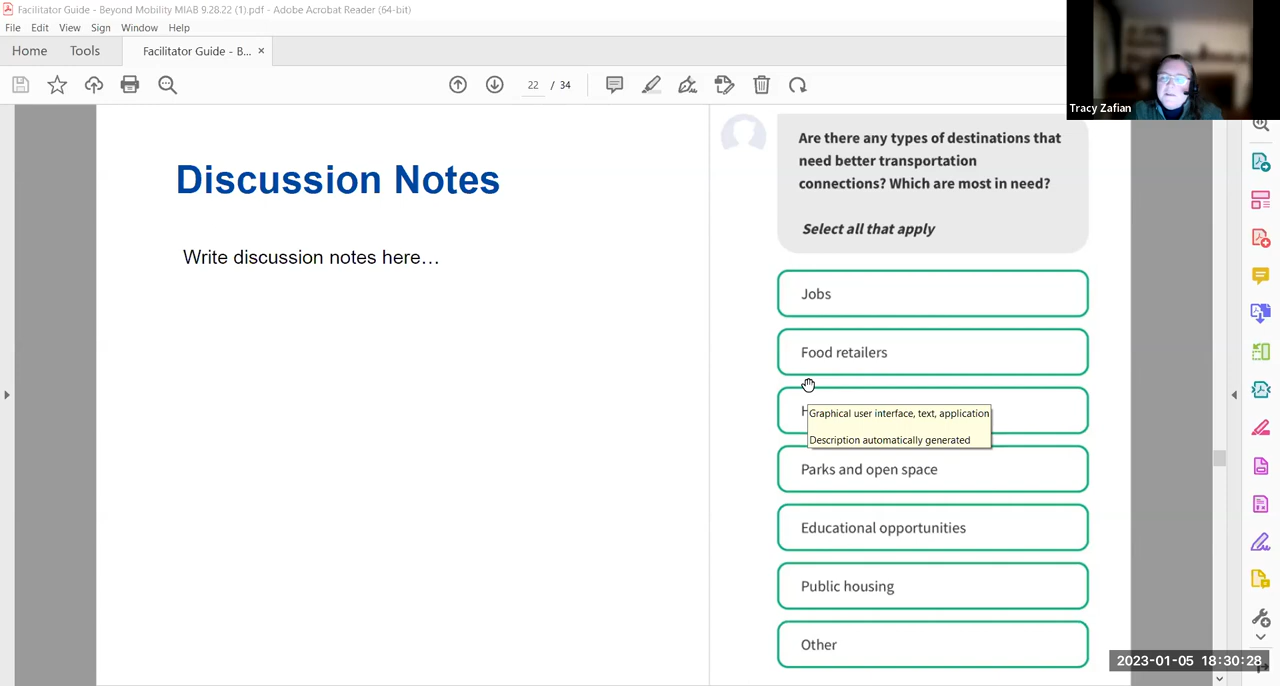 Facilitator Guide - Beyond Mobility MIAB 9.28.22 (1).pdf - Adobe Acrobat Reader (64-bit)
File Edit View Sign Window Help
Home Tools Facilitator Guide - B... ×
22 / 34
Tracy Zafian
Discussion Notes
Write discussion notes here…
Are there any types of destinations that
need better transportation
connections? Which are most in need?
Select all that apply
Jobs
Food retailers
Graphical user interface, text, application
Description automatically generated
Parks and open space
Educational opportunities
Public housing
Other
2023-01-05 18:30:28